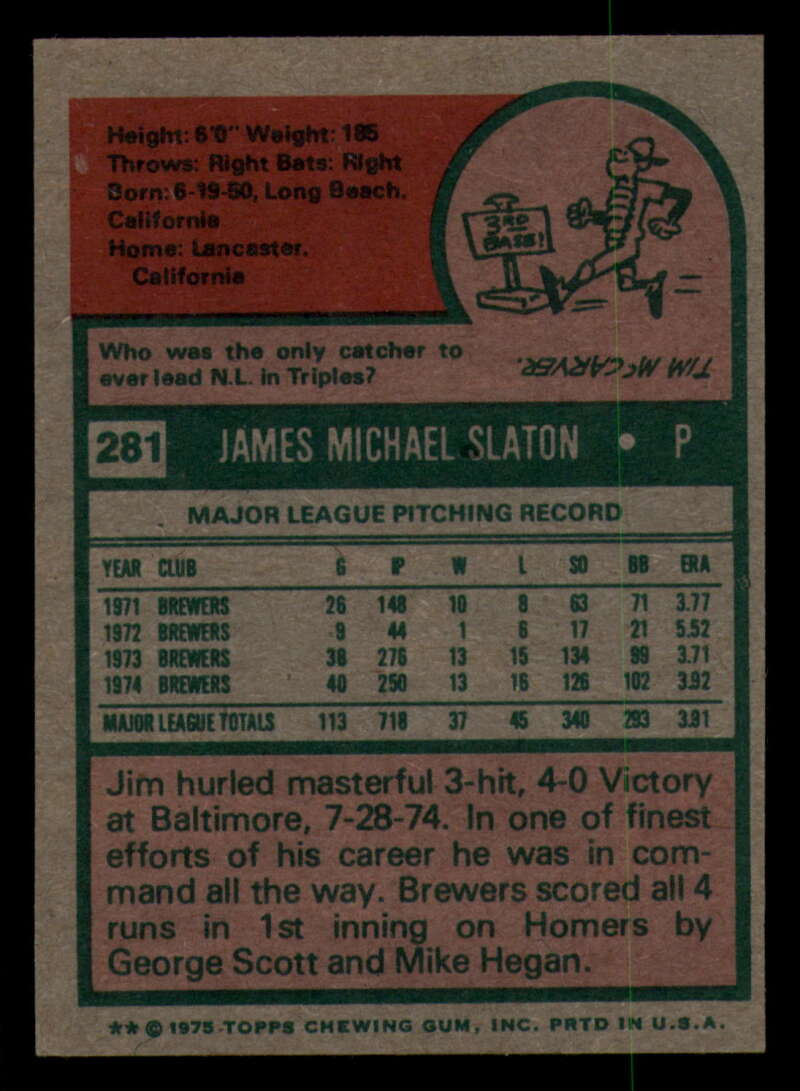 Height: 6'0" Weight: 185
Throws: Right Bats: Right
Born: 6-19-50, Long Beach,
California
Home: Lancaster,
California
3RD
BASE!
Who was the only catcher to
ever lead N.L. in Triples?
TIM McCARVER.
281 JAMES MICHAEL SLATON • P
MAJOR LEAGUE PITCHING RECORD
YEAR CLUB G IP W L SO BB ERA
1971 BREWERS 26 148 10 8 63 71 3.77
1972 BREWERS 9 44 1 6 17 21 5.52
1973 BREWERS 38 276 13 15 134 99 3.71
1974 BREWERS 40 250 13 16 126 102 3.92
MAJOR LEAGUE TOTALS 113 718 37 45 340 293 3.91
Jim hurled masterful 3-hit, 4-0 Victory
at Baltimore, 7-28-74. In one of finest
efforts of his career he was in com-
mand all the way. Brewers scored all 4
runs in 1st inning on Homers by
George Scott and Mike Hegan.
** © 1975 TOPPS CHEWING GUM, INC. PRTD IN U.S.A.